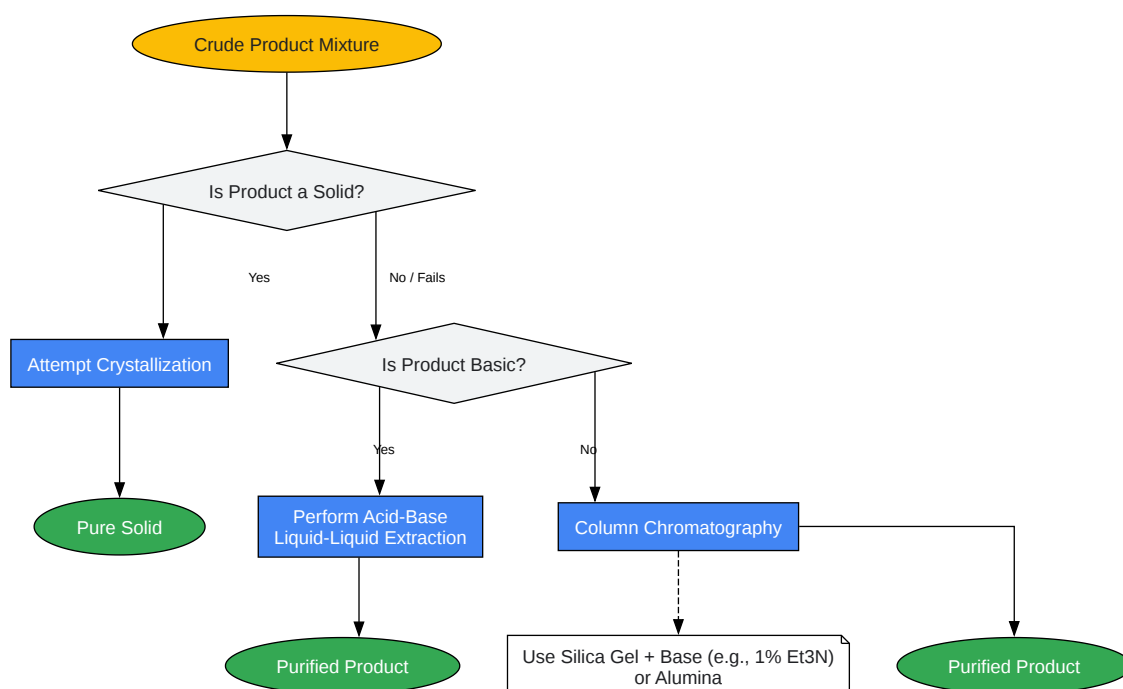 Crude Product Mixture
Is Product a Solid?
Yes
No / Fails
Attempt Crystallization
Is Product Basic?
Yes
No
Pure Solid
Perform Acid-Base
Liquid-Liquid Extraction
Column Chromatography
Purified Product
Use Silica Gel + Base (e.g., 1% Et3N)
or Alumina
Purified Product